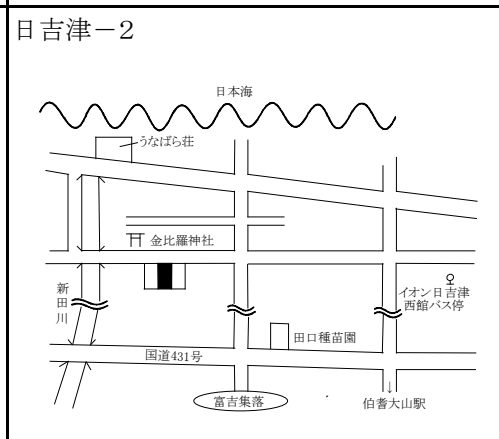 日吉津－2
日本海
うなばら荘
金比羅神社
新田川
イオン日吉津
西館バス停
田口種苗園
国道431号
富吉集落
伯耆大山駅